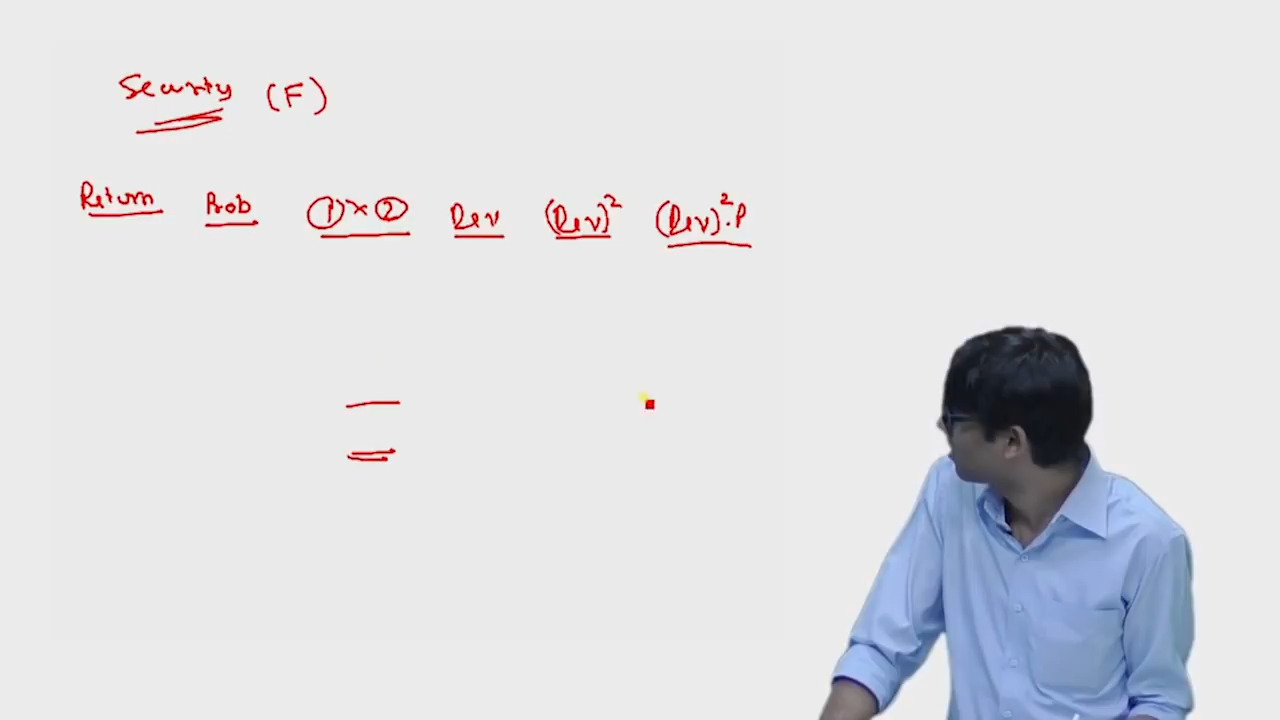 Security (F)
Return Prob ①×② Dev (Dev)² (Dev)².P